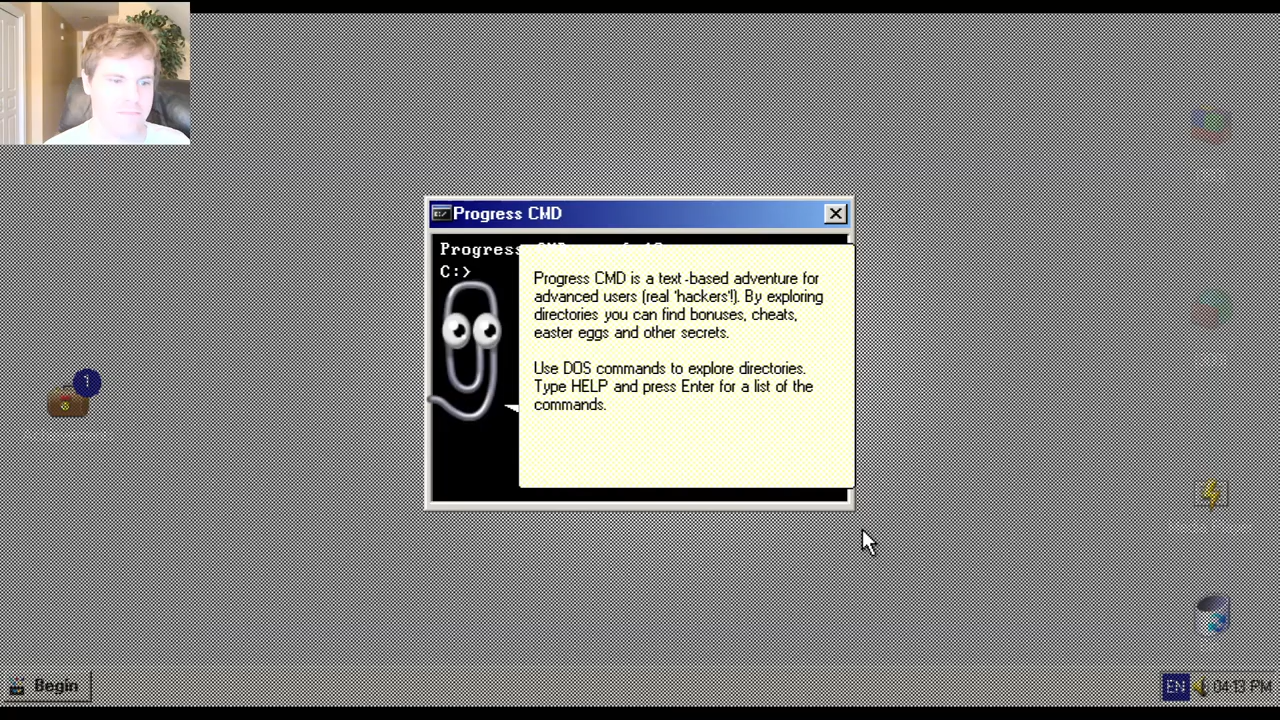 Progress CMD
Progress
C:>
Progress CMD is a text-based adventure for
advanced users (real 'hackers'!). By exploring
directories you can find bonuses, cheats,
easter eggs and other secrets.
Use DOS commands to explore directories.
Type HELP and press Enter for a list of the
commands.
1
Begin
EN
04:13 PM